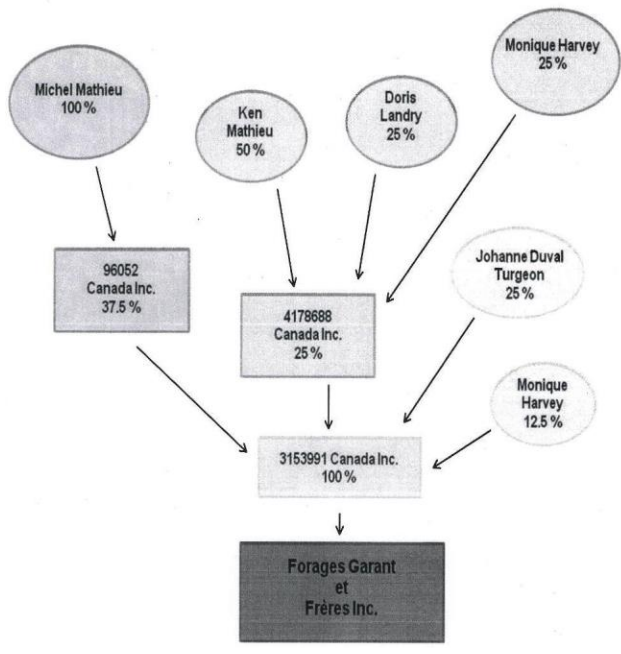 Monique Harvey
25 %
Michel Mathieu
100 %
Ken
Mathieu
50 %
Doris
Landry
25 %
Johanne Duval
Turgeon
25 %
96052
Canada Inc.
37.5 %
4178688
Canada Inc.
25 %
Monique
Harvey
12.5 %
3153991 Canada Inc.
100 %
Forages Garant
et
Frères Inc.